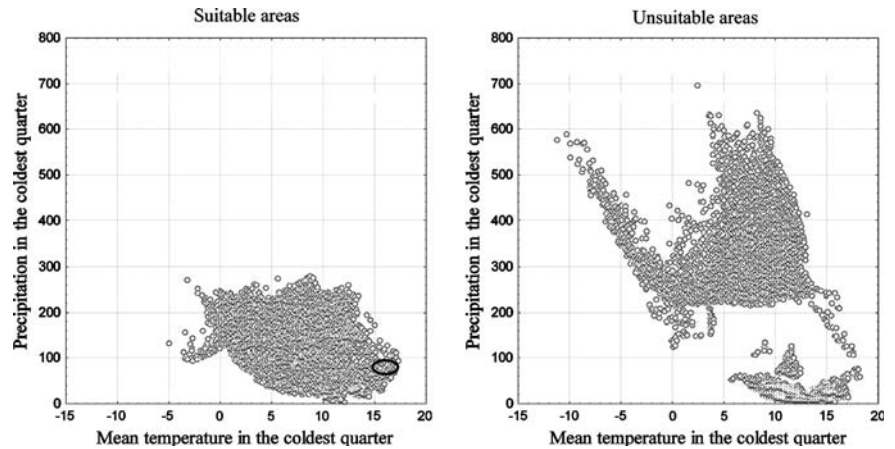 Suitable areas
800
700
600
500
400
300
200
100
0
-15 -10 -5 0 5 10 15 20
Precipitation in the coldest quarter
Mean temperature in the coldest quarter
Unsuitable areas
800
700
600
500
400
300
200
100
0
-15 -10 -5 0 5 10 15 20
Precipitation in the coldest quarter
Mean temperature in the coldest quarter